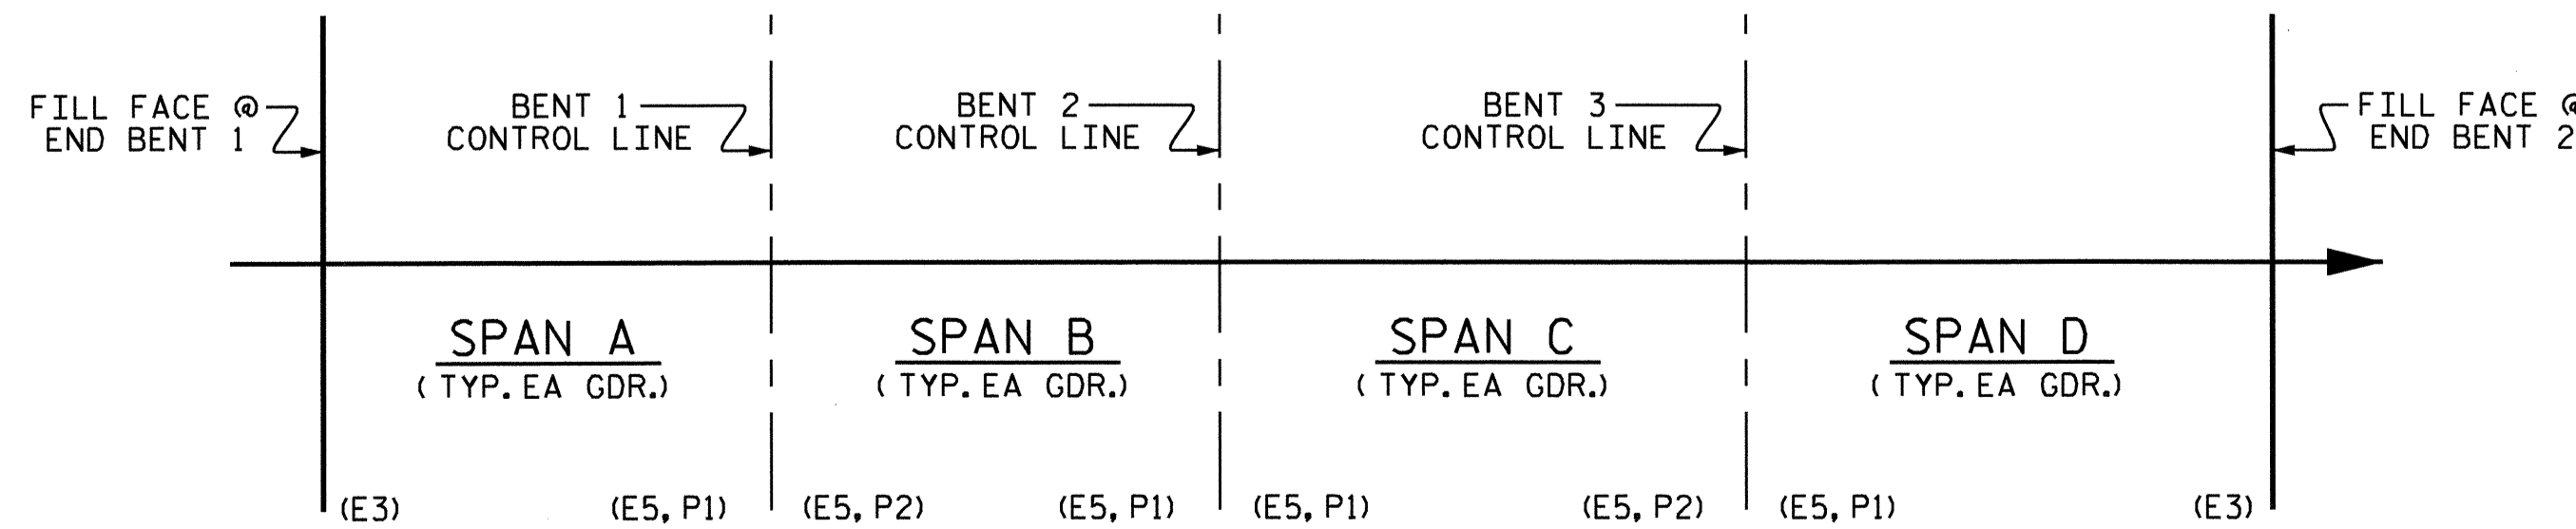 FILL FACE @
END BENT 1
BENT 1
CONTROL LINE
BENT 2
CONTROL LINE
BENT 3
CONTROL LINE
FILL FACE @
END BENT 2
SPAN A
(TYP. EA GDR.)
SPAN B
(TYP. EA GDR.)
SPAN C
(TYP. EA GDR.)
SPAN D
(TYP. EA GDR.)
(E3) (E5, P1) (E5, P2) (E5, P1) (E5, P1) (E5, P2) (E5, P1) (E3)